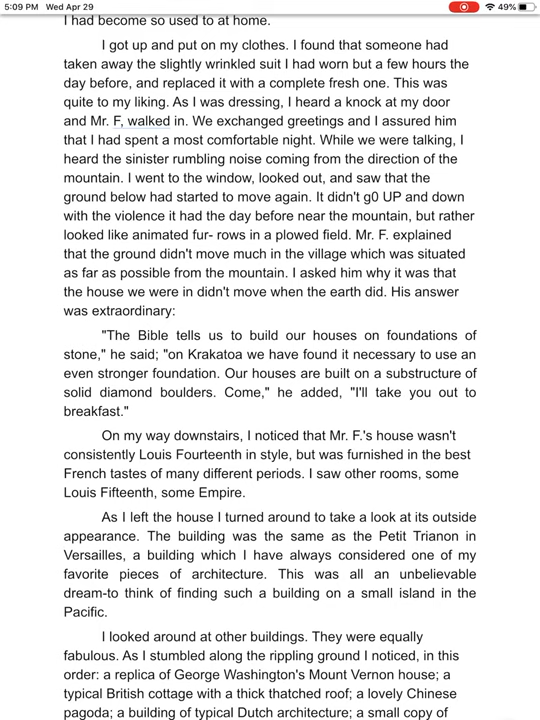 5:09 PM Wed Apr 29
49%
I had become so used to at home.
I got up and put on my clothes. I found that someone had
taken away the slightly wrinkled suit I had worn but a few hours the
day before, and replaced it with a complete fresh one. This was
quite to my liking. As I was dressing, I heard a knock at my door
and Mr. F, walked in. We exchanged greetings and I assured him
that I had spent a most comfortable night. While we were talking, I
heard the sinister rumbling noise coming from the direction of the
mountain. I went to the window, looked out, and saw that the
ground below had started to move again. It didn't g0 UP and down
with the violence it had the day before near the mountain, but rather
looked like animated fur- rows in a plowed field. Mr. F. explained
that the ground didn't move much in the village which was situated
as far as possible from the mountain. I asked him why it was that
the house we were in didn't move when the earth did. His answer
was extraordinary:
"The Bible tells us to build our houses on foundations of
stone," he said; "on Krakatoa we have found it necessary to use an
even stronger foundation. Our houses are built on a substructure of
solid diamond boulders. Come," he added, "I'll take you out to
breakfast."
On my way downstairs, I noticed that Mr. F.'s house wasn't
consistently Louis Fourteenth in style, but was furnished in the best
French tastes of many different periods. I saw other rooms, some
Louis Fifteenth, some Empire.
As I left the house I turned around to take a look at its outside
appearance. The building was the same as the Petit Trianon in
Versailles, a building which I have always considered one of my
favorite pieces of architecture. This was all an unbelievable
dream-to think of finding such a building on a small island in the
Pacific.
I looked around at other buildings. They were equally
fabulous. As I stumbled along the rippling ground I noticed, in this
order: a replica of George Washington's Mount Vernon house; a
typical British cottage with a thick thatched roof; a lovely Chinese
pagoda; a building of typical Dutch architecture; a small copy of